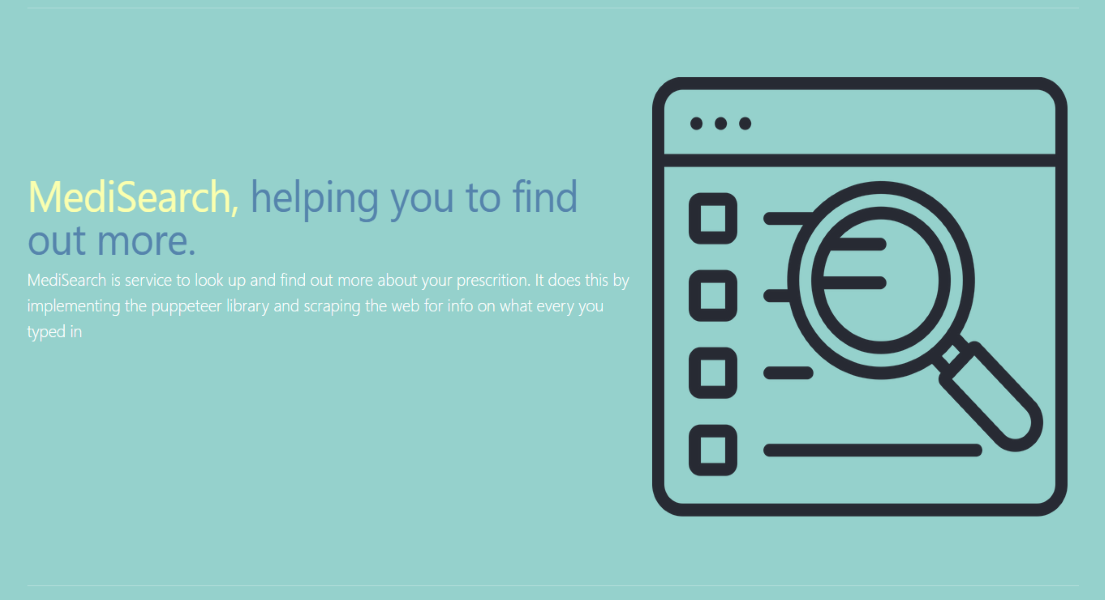 MediSearch, helping you to find
out more.
MediSearch is service to look up and find out more about your prescrition. It does this by
implementing the puppeteer library and scraping the web for info on what every you
typed in